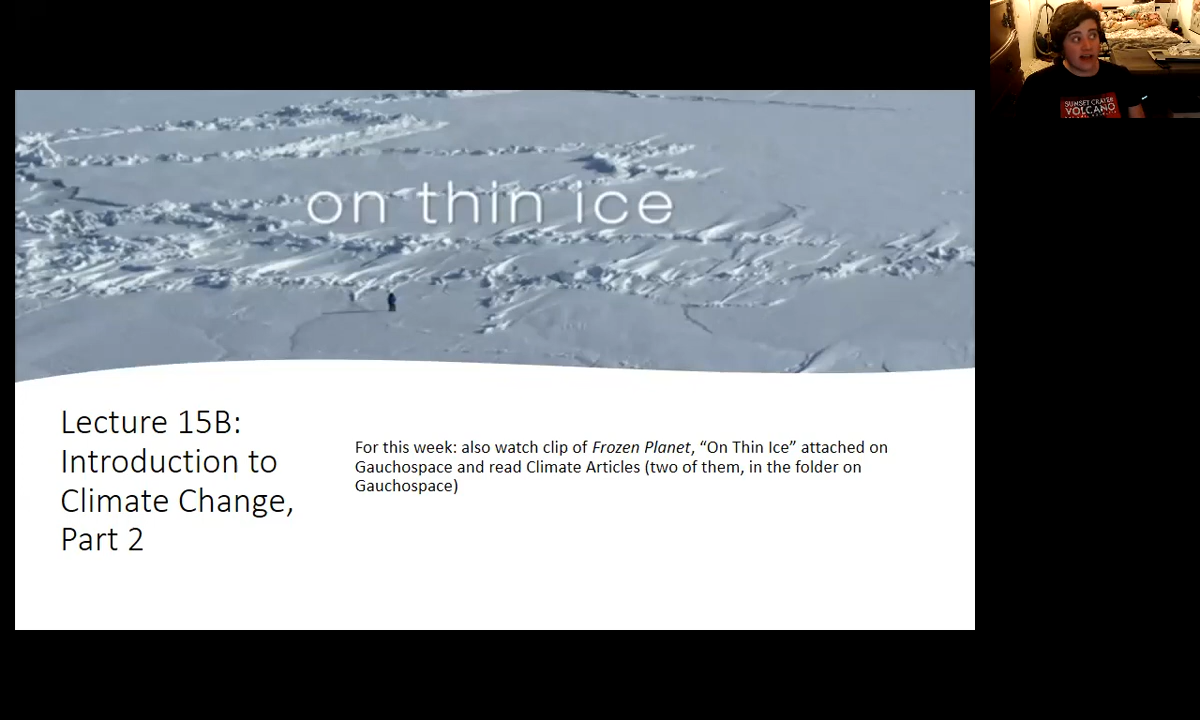 on thin ice
Lecture 15B:
Introduction to
Climate Change,
Part 2
For this week: also watch clip of Frozen Planet, “On Thin Ice” attached on
Gauchospace and read Climate Articles (two of them, in the folder on
Gauchospace)
SUNSET CRATER
VOLCANO